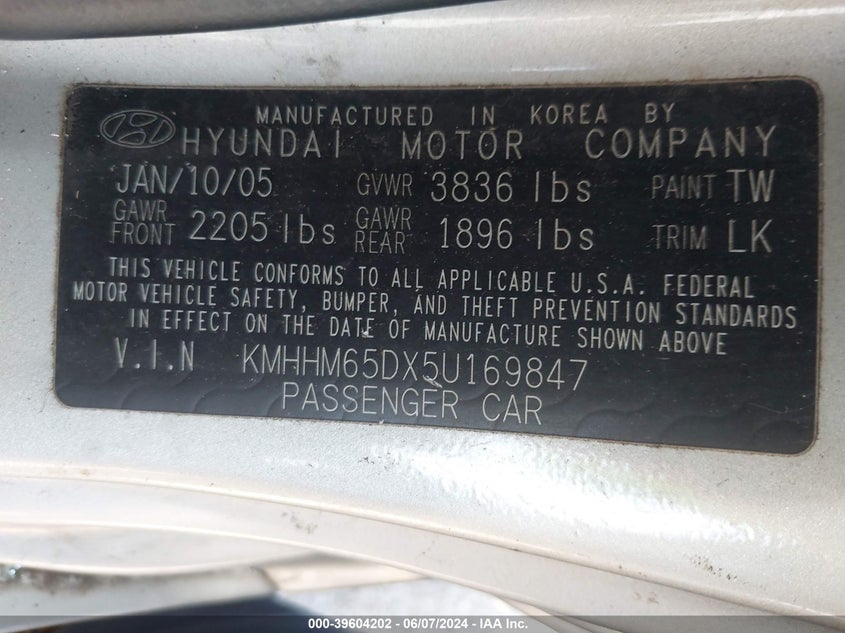 MANUFACTURED IN KOREA BY
HYUNDAI MOTOR COMPANY
JAN/10/05 GVWR 3836 lbs PAINT TW
GAWR FRONT 2205 lbs GAWR REAR 1896 lbs TRIM LK
THIS VEHICLE CONFORMS TO ALL APPLICABLE U.S.A. FEDERAL
MOTOR VEHICLE SAFETY, BUMPER, AND THEFT PREVENTION STANDARDS
IN EFFECT ON THE DATE OF MANUFACTURE SHOWN ABOVE
V.I.N KMHHM65DX5U169847
PASSENGER CAR
000-39604202 - 06/07/2024 - IAA Inc.